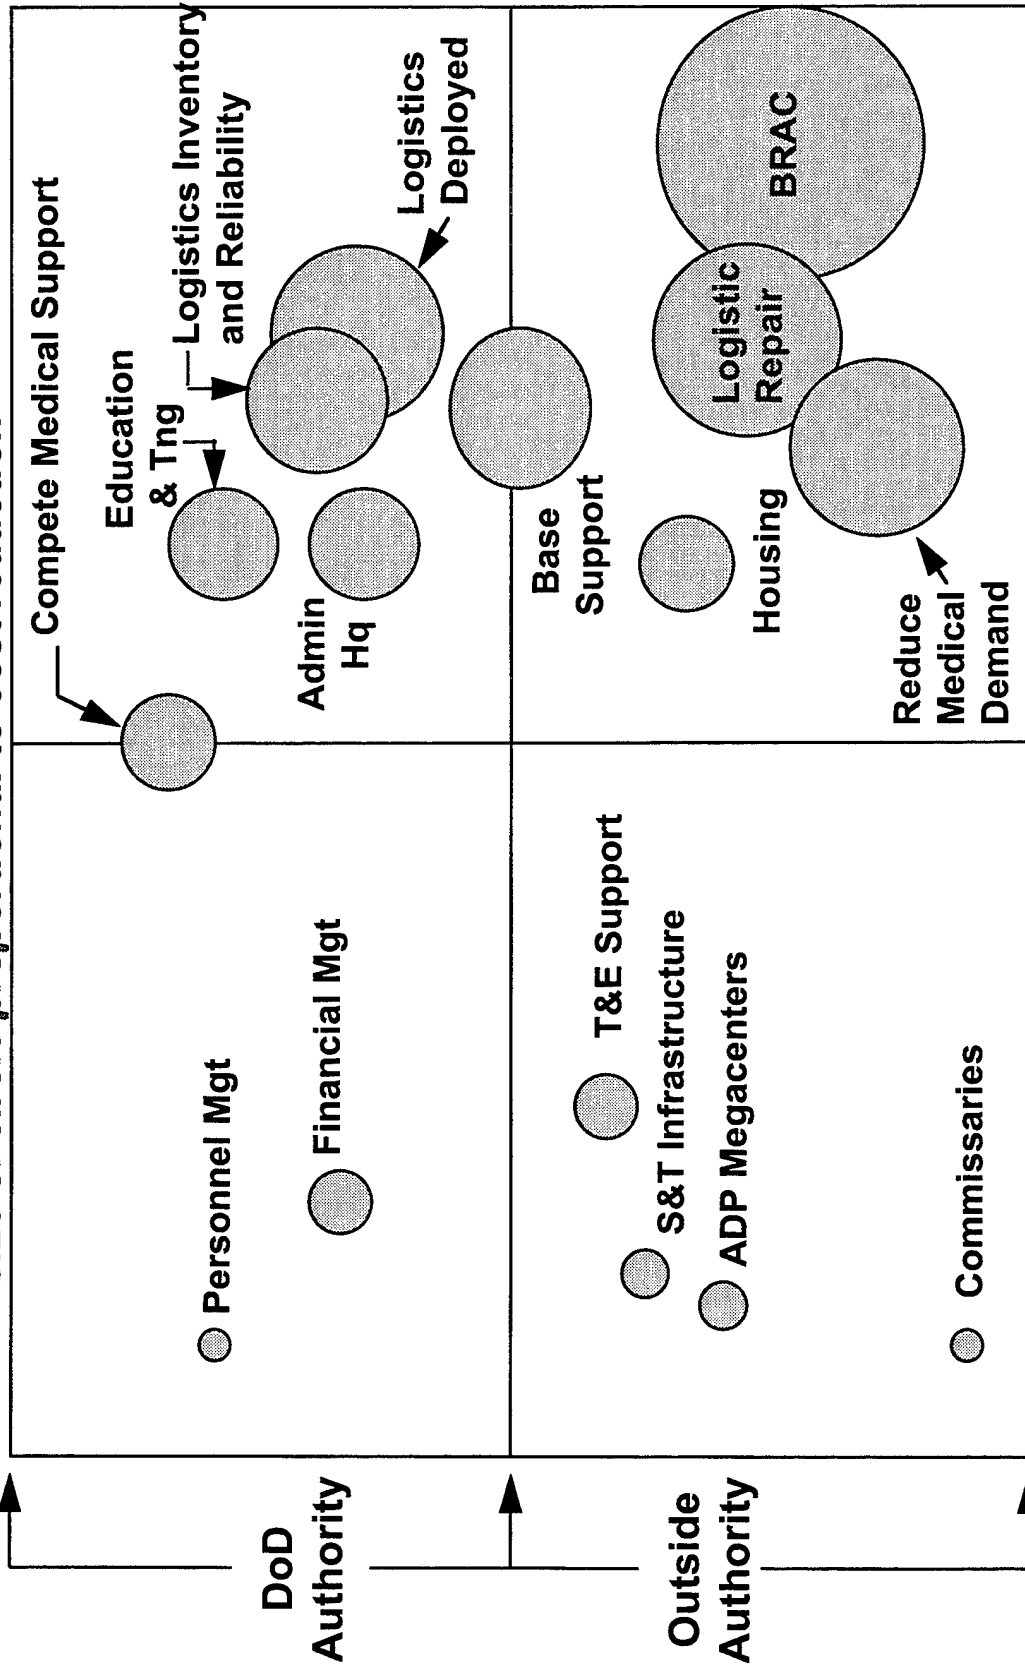 Compete Medical Support
Education
& Tng
Logistics Inventory
and Reliability
Logistics
Deployed
Admin
Hq
Personnel Mgt
Financial Mgt
DoD
Authority
Base
Support
T&E Support
S&T Infrastructure
ADP Megacenters
Housing
Logistic
Repair
BRAC
Reduce
Medical
Demand
Commissaries
Outside
Authority